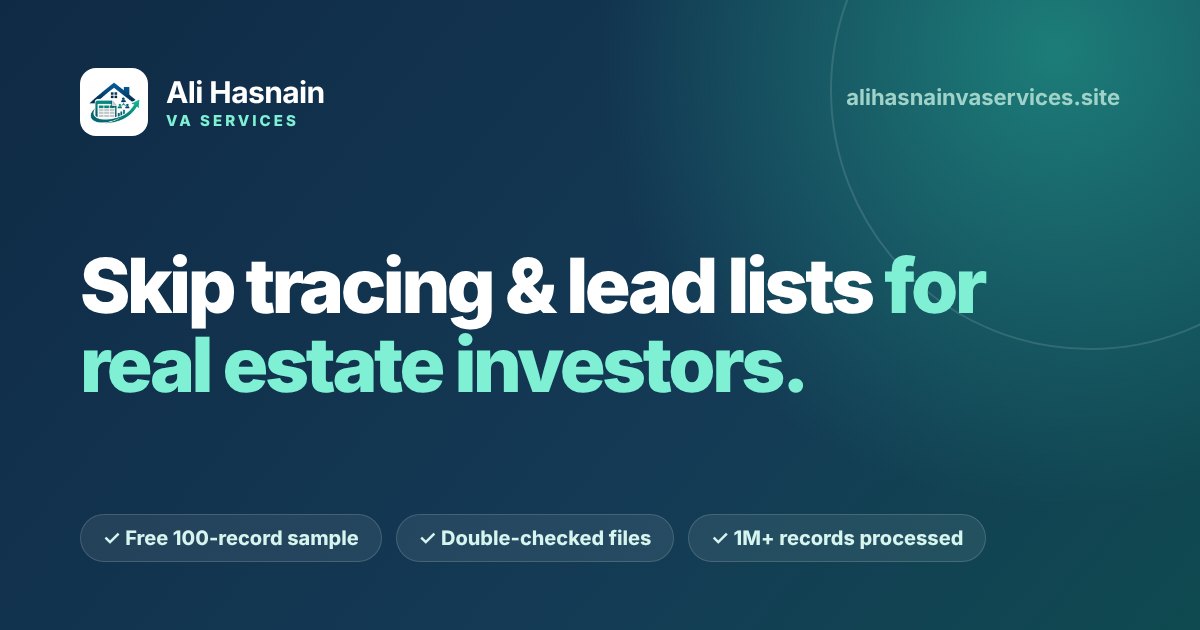 Ali Hasnain
VA SERVICES
alihasnainvaservices.site
Skip tracing & lead lists for
real estate investors.
✓ Free 100-record sample
✓ Double-checked files
✓ 1M+ records processed